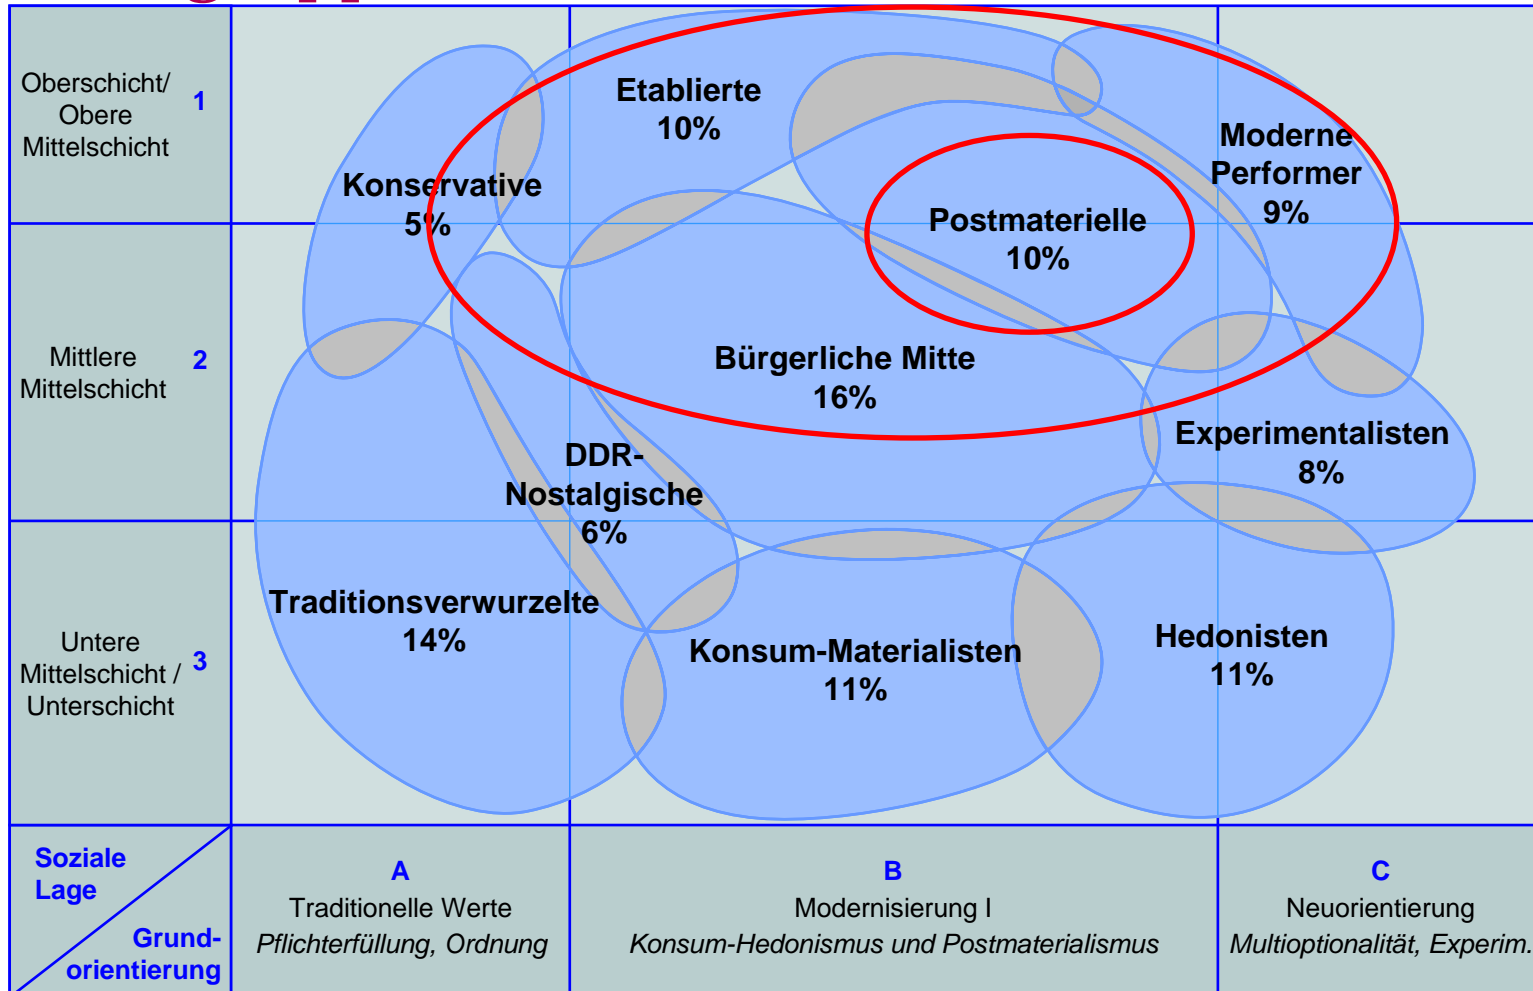 Oberschicht/
Obere
Mittelschicht
1
Mittlere
Mittelschicht
2
Untere
Mittelschicht /
Unterschicht
3
Etablierte
10%
Moderne
Performer
9%
Konservative
5%
Postmaterielle
10%
Bürgerliche Mitte
16%
Experimentalisten
8%
DDR-
Nostalgische
6%
Traditionsverwurzelte
14%
Konsum-Materialisten
11%
Hedonisten
11%
Soziale
Lage
Grund-
orientierung
A
Traditionelle Werte
Pflichterfüllung, Ordnung
B
Modernisierung I
Konsum-Hedonismus und Postmaterialismus
C
Neuorientierung
Multioptionalität, Experim.